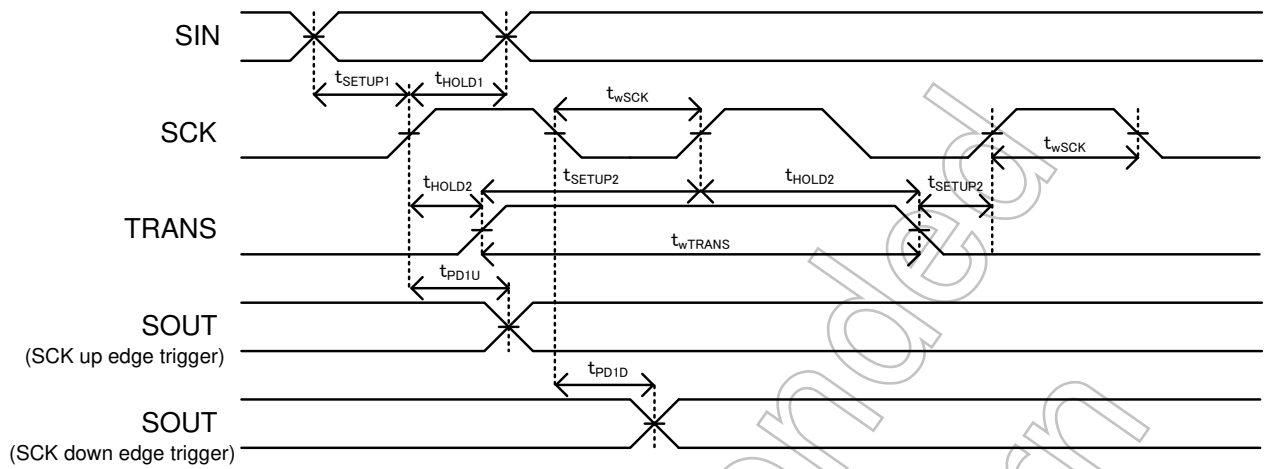 SIN
tSETUP1
tHOLD1
SCK
twSCK
twSCK
tHOLD2
tSETUP2
tHOLD2
tSETUP2
TRANS
twTRANS
tPD1U
SOUT
(SCK up edge trigger)
tPD1D
SOUT
(SCK down edge trigger)